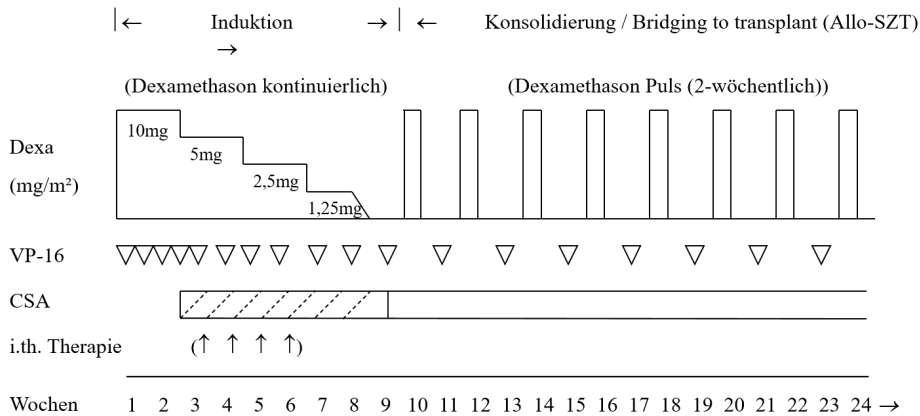 Induktion Konsolidierung / Bridging to transplant (Allo-SZT)
(Dexamethason kontinuierlich) (Dexamethason Puls (2-wöchentlich))
Dexa
(mg/m²)
10mg
5mg
2,5mg
1,25mg
VP-16
CSA
i.th. Therapie (↑ ↑ ↑ ↑)
Wochen 1 2 3 4 5 6 7 8 9 10 11 12 13 14 15 16 17 18 19 20 21 22 23 24 →